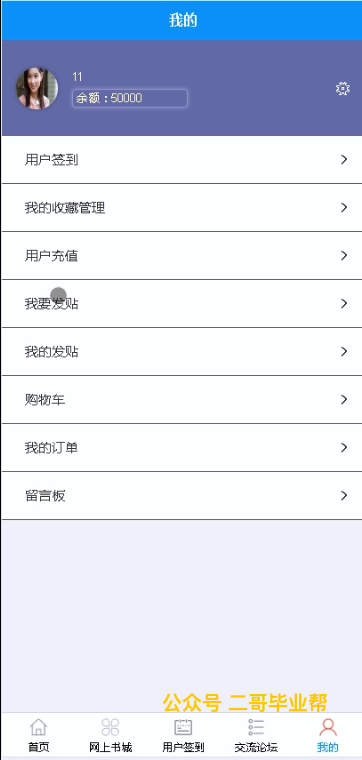 我的
11
余额：50000
用户签到
我的收藏管理
用户充值
我要发贴
我的发贴
购物车
我的订单
留言板
公众号 二哥毕业帮
首页 网上书城 用户签到 交流论坛 我的